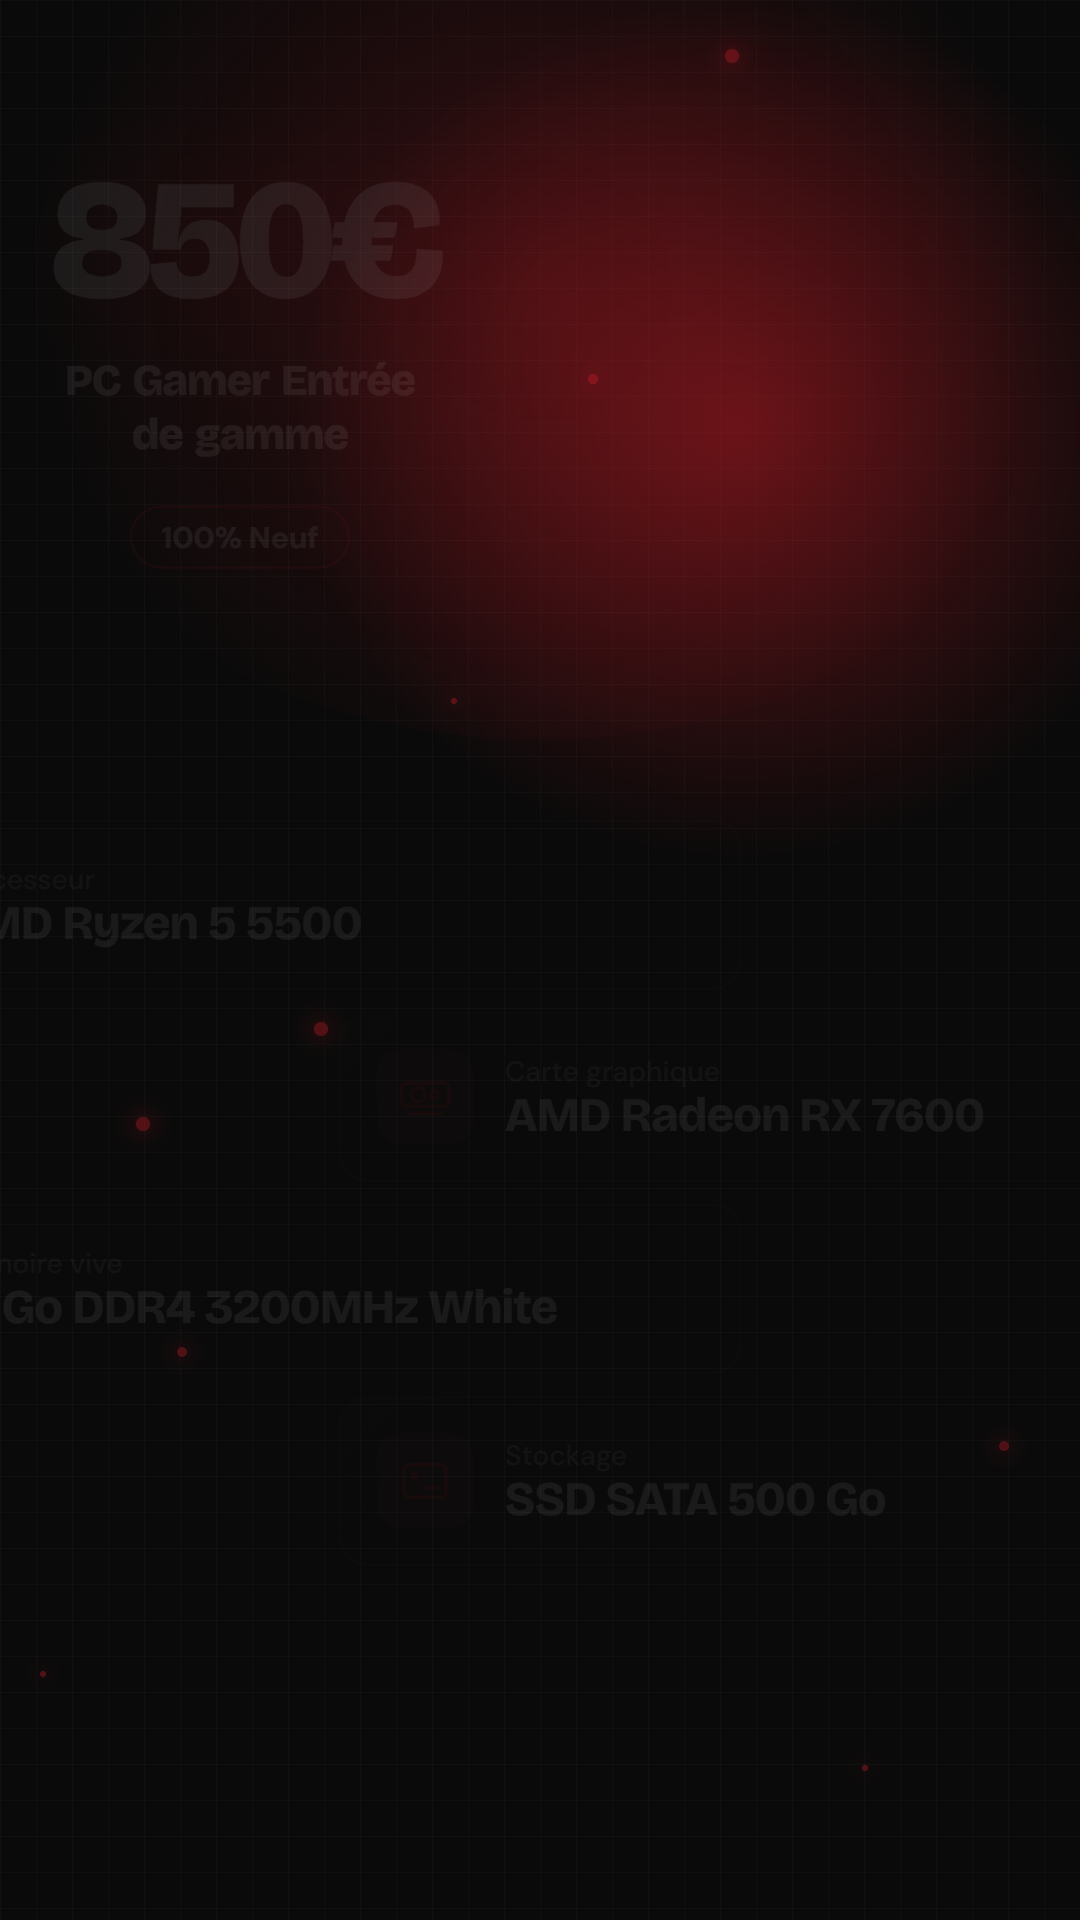 850€
PC Gamer Entrée
de gamme
100% Neuf
cesseur
MD Ryzen 5 5500
Carte graphique
AMD Radeon RX 7600
noire vive
Go DDR4 3200MHz White
Stockage
SSD SATA 500 Go